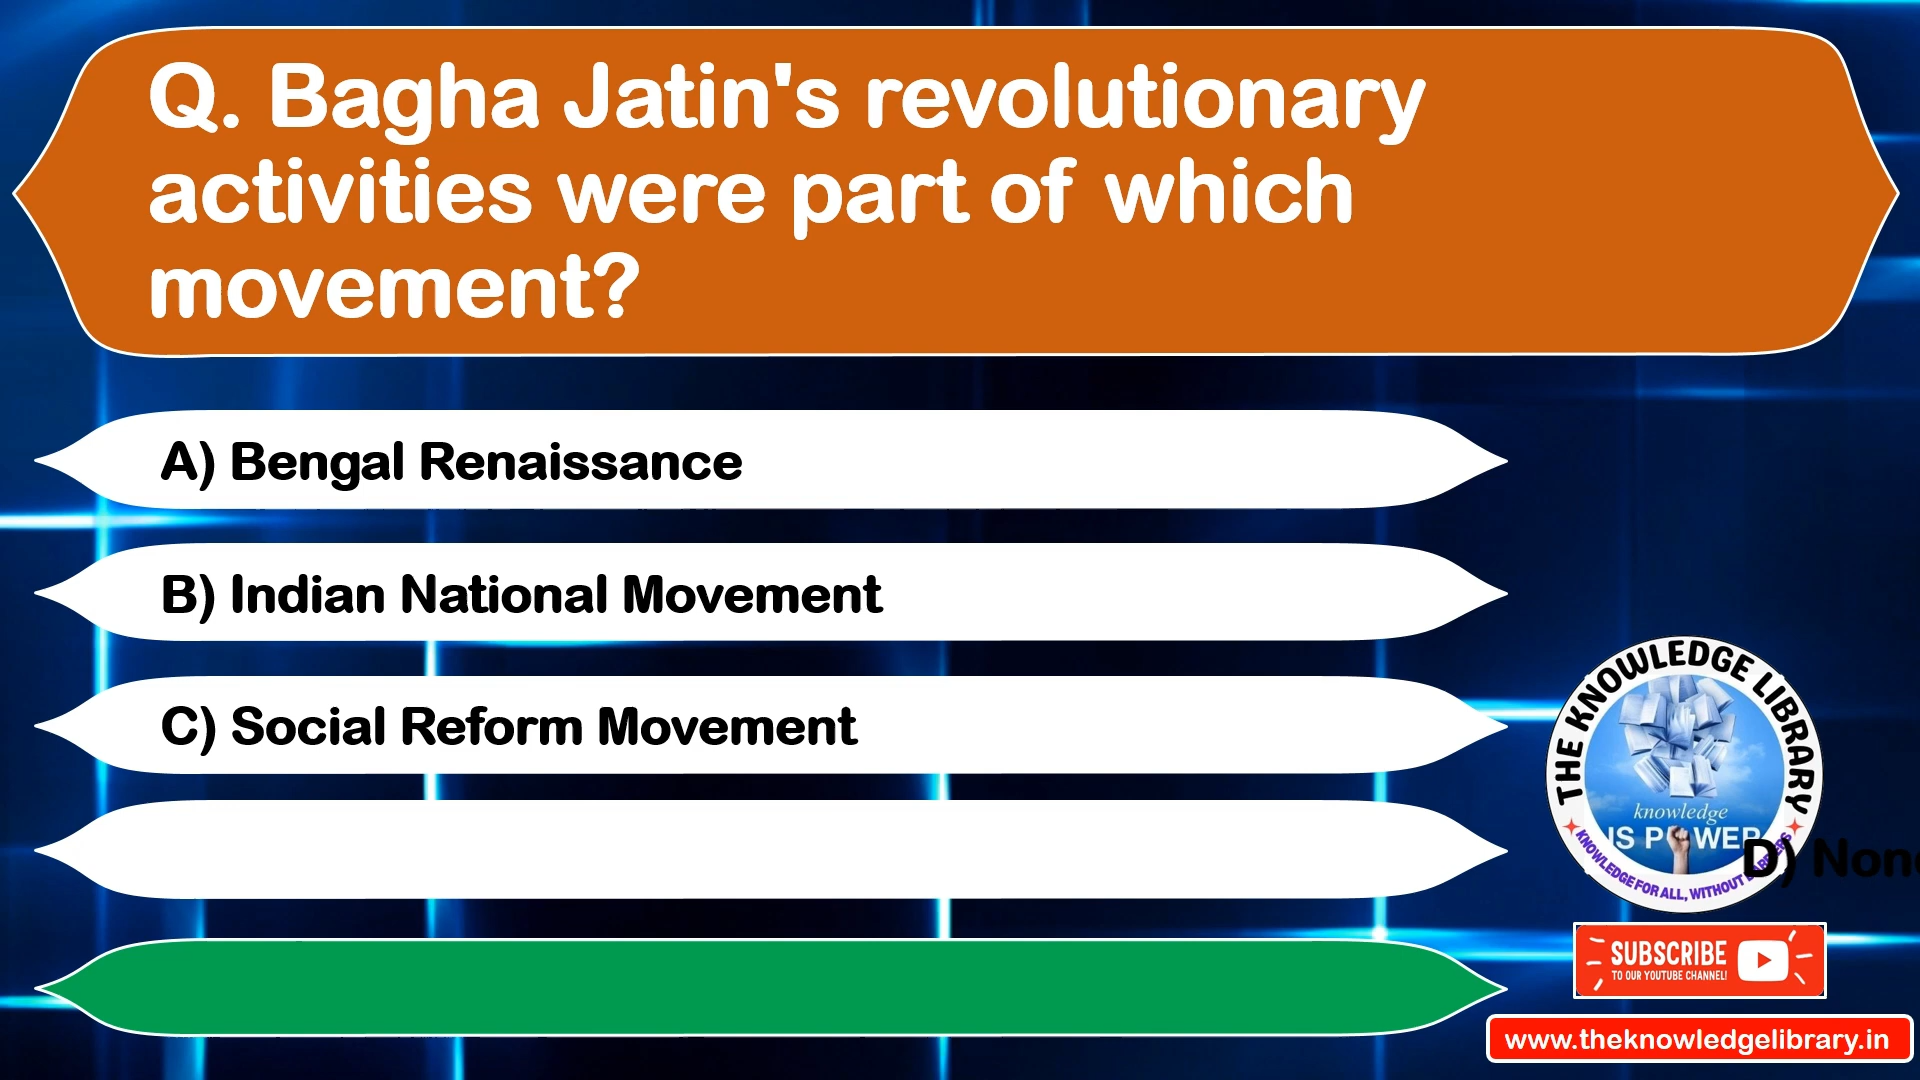 Q. Bagha Jatin's revolutionary
activities were part of which
movement?
A) Bengal Renaissance
B) Indian National Movement
C) Social Reform Movement
THE KNOWLEDGE LIBRARY
knowledge
IS POWER
D)
KNOWLEDGE FOR ALL, WITHOUT
SUBSCRIBE
TO OUR YOUTUBE CHANNEL!
www.theknowledgelibrary.in